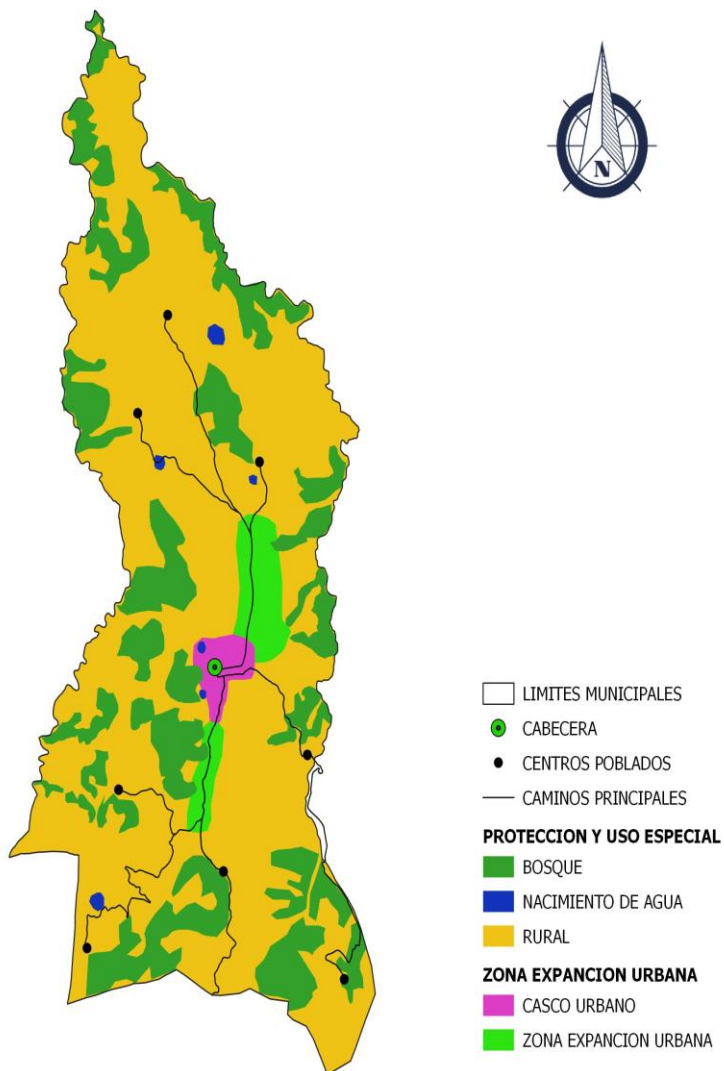 N
LIMITES MUNICIPALES
CABECERA
CENTROS POBLADOS
CAMINOS PRINCIPALES
PROTECCION Y USO ESPECIAL
BOSQUE
NACIMIENTO DE AGUA
RURAL
ZONA EXPANCION URBANA
CASCO URBANO
ZONA EXPANCION URBANA